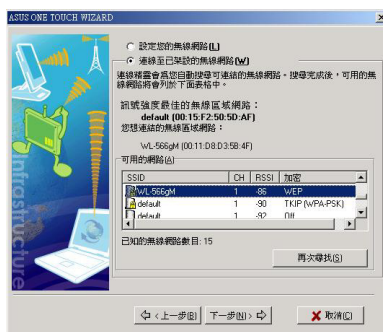 ASUS ONE TOUCH WIZARD
設定您的無線網路(L)
連線至已架設的無線網路(W)
連線精靈會為您自動搜尋可連結的無線網路。搜尋完成後，可用的無
線網路將會列於下面表格中。
訊號強度最佳的無線區域網路：
default (00:15:F2:50:5D:AF)
您想連結的無線區域網路：
WL-566gM (00:11:D8:D3:5B:4F)
可用的網路(A)
SSID CH RSSI 加密
WL-566gM 1 -86 WEP
default 1 -90 TKIP (WPA-PSK)
default 1 -92 Off
已知的無線網路數目: 15
再次尋找(S)
Infrastructure
上一步(B) 下一步(N) 取消(C)